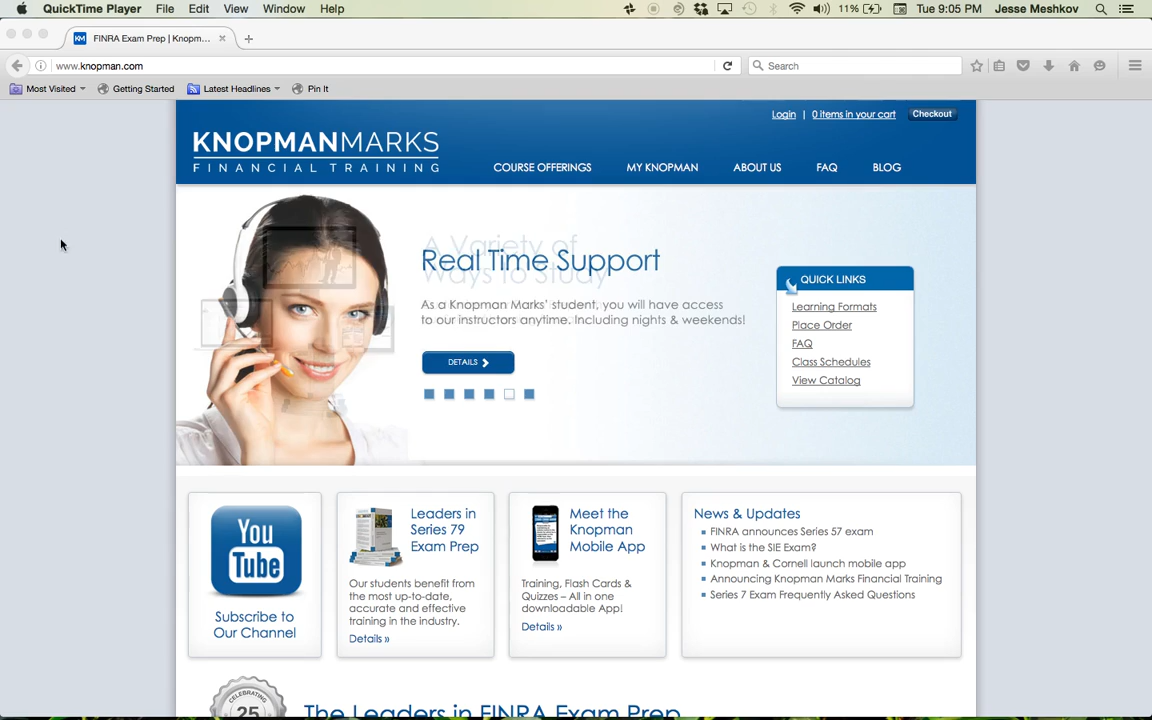 QuickTime Player File Edit View Window Help 11% Tue 9:05 PM Jesse Meshkov
FINRA Exam Prep | Knopm...
www.knopman.com Search
Most Visited Getting Started Latest Headlines Pin It
Login | 0 items in your cart Checkout
KNOPMANMARKS
FINANCIAL TRAINING
COURSE OFFERINGS MY KNOPMAN ABOUT US FAQ BLOG
A Variety of
Ways to Study
Real Time Support
As a Knopman Marks' student, you will have access
to our instructors anytime. Including nights & weekends!
DETAILS
QUICK LINKS
Learning Formats
Place Order
FAQ
Class Schedules
View Catalog
You
Tube
Subscribe to
Our Channel
Leaders in
Series 79
Exam Prep
Our students benefit from
the most up-to-date,
accurate and effective
training in the industry.
Details »
Meet the
Knopman
Mobile App
Training, Flash Cards &
Quizzes – All in one
downloadable App!
Details »
News & Updates
FINRA announces Series 57 exam
What is the SIE Exam?
Knopman & Cornell launch mobile app
Announcing Knopman Marks Financial Training
Series 7 Exam Frequently Asked Questions
CELEBRATING
25
The Leaders in FINRA Exam Prep